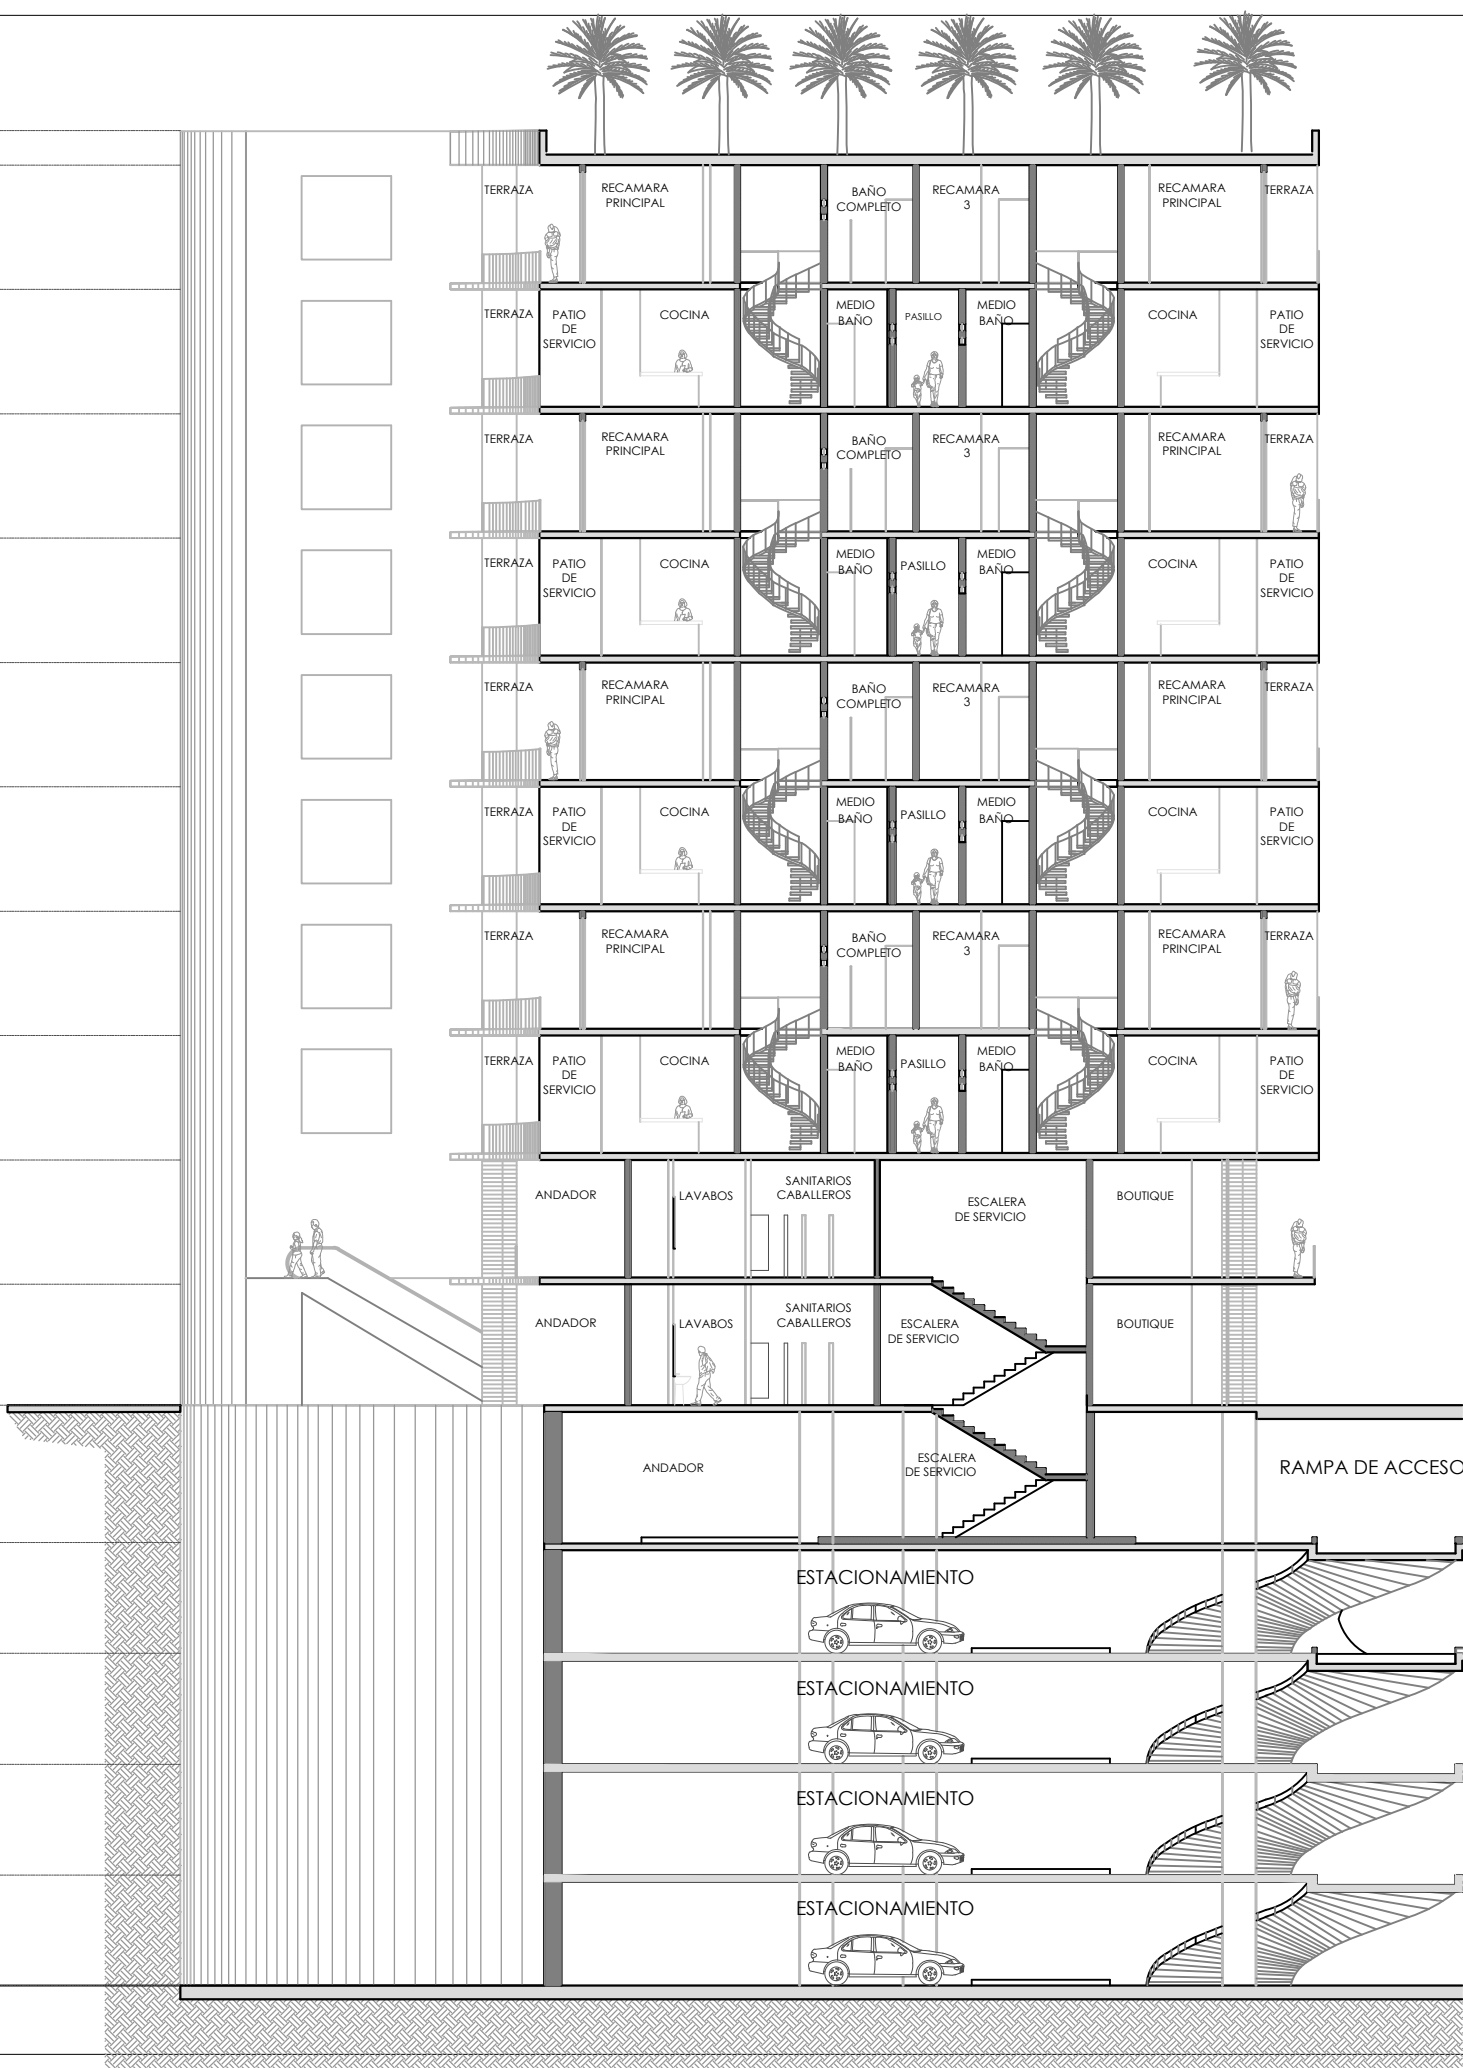 TERRAZA
RECAMARA
PRINCIPAL
BAÑO
COMPLETO
RECAMARA
3
RECAMARA
PRINCIPAL
TERRAZA
TERRAZA
PATIO
DE
SERVICIO
COCINA
MEDIO
BAÑO
PASILLO
MEDIO
BAÑO
COCINA
PATIO
DE
SERVICIO
TERRAZA
RECAMARA
PRINCIPAL
BAÑO
COMPLETO
RECAMARA
3
RECAMARA
PRINCIPAL
TERRAZA
TERRAZA
PATIO
DE
SERVICIO
COCINA
MEDIO
BAÑO
PASILLO
MEDIO
BAÑO
COCINA
PATIO
DE
SERVICIO
TERRAZA
RECAMARA
PRINCIPAL
BAÑO
COMPLETO
RECAMARA
3
RECAMARA
PRINCIPAL
TERRAZA
TERRAZA
PATIO
DE
SERVICIO
COCINA
MEDIO
BAÑO
PASILLO
MEDIO
BAÑO
COCINA
PATIO
DE
SERVICIO
TERRAZA
RECAMARA
PRINCIPAL
BAÑO
COMPLETO
RECAMARA
3
RECAMARA
PRINCIPAL
TERRAZA
TERRAZA
PATIO
DE
SERVICIO
COCINA
MEDIO
BAÑO
PASILLO
MEDIO
BAÑO
COCINA
PATIO
DE
SERVICIO
ANDADOR
LAVABOS
SANITARIOS
CABALLEROS
ESCALERA
DE SERVICIO
BOUTIQUE
ANDADOR
LAVABOS
SANITARIOS
CABALLEROS
ESCALERA
DE SERVICIO
BOUTIQUE
ANDADOR
ESCALERA
DE SERVICIO
RAMPA DE ACCESO
ESTACIONAMIENTO
ESTACIONAMIENTO
ESTACIONAMIENTO
ESTACIONAMIENTO